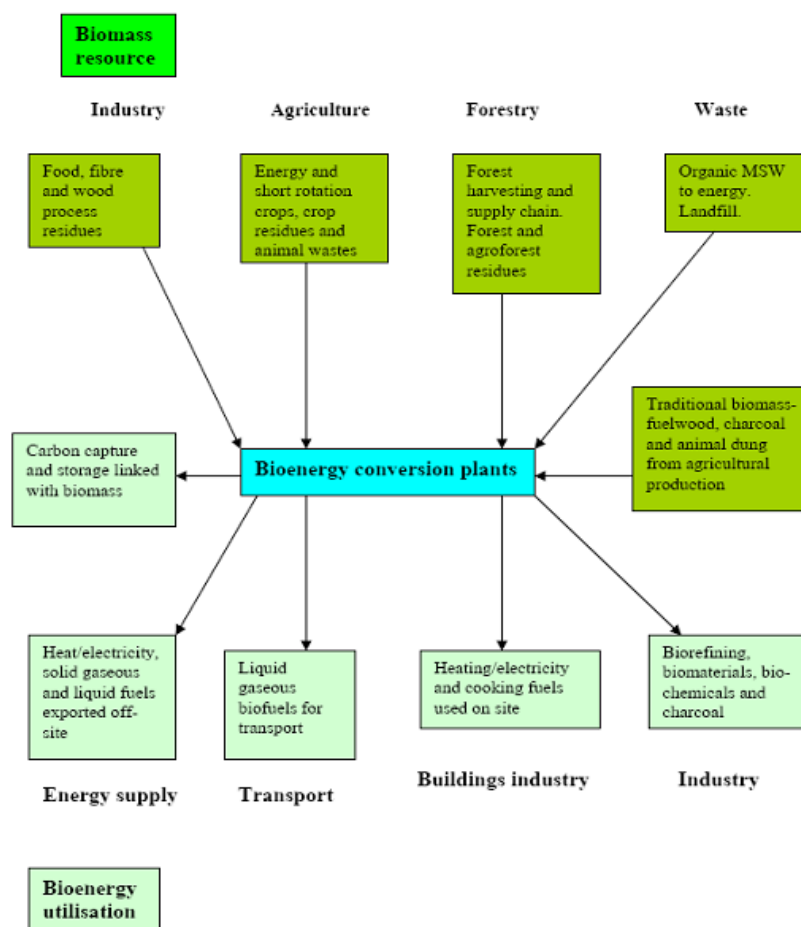 Biomass
resource
Industry
Agriculture
Forestry
Waste
Food, fibre
and wood
process
residues
Energy and
short rotation
crops, crop
residues and
animal wastes
Forest
harvesting and
supply chain.
Forest and
agroforest
residues
Organic MSW
to energy.
Landfill.
Traditional biomass-
fuelwood, charcoal
and animal dung
from agricultural
production
Carbon capture
and storage linked
with biomass
Bioenergy conversion plants
Heat/electricity,
solid gaseous
and liquid fuels
exported off-
site
Liquid
gaseous
biofuels for
transport
Heating/electricity
and cooking fuels
used on site
Biorefining,
biomaterials, bio-
chemicals and
charcoal
Energy supply
Transport
Buildings industry
Industry
Bioenergy
utilisation